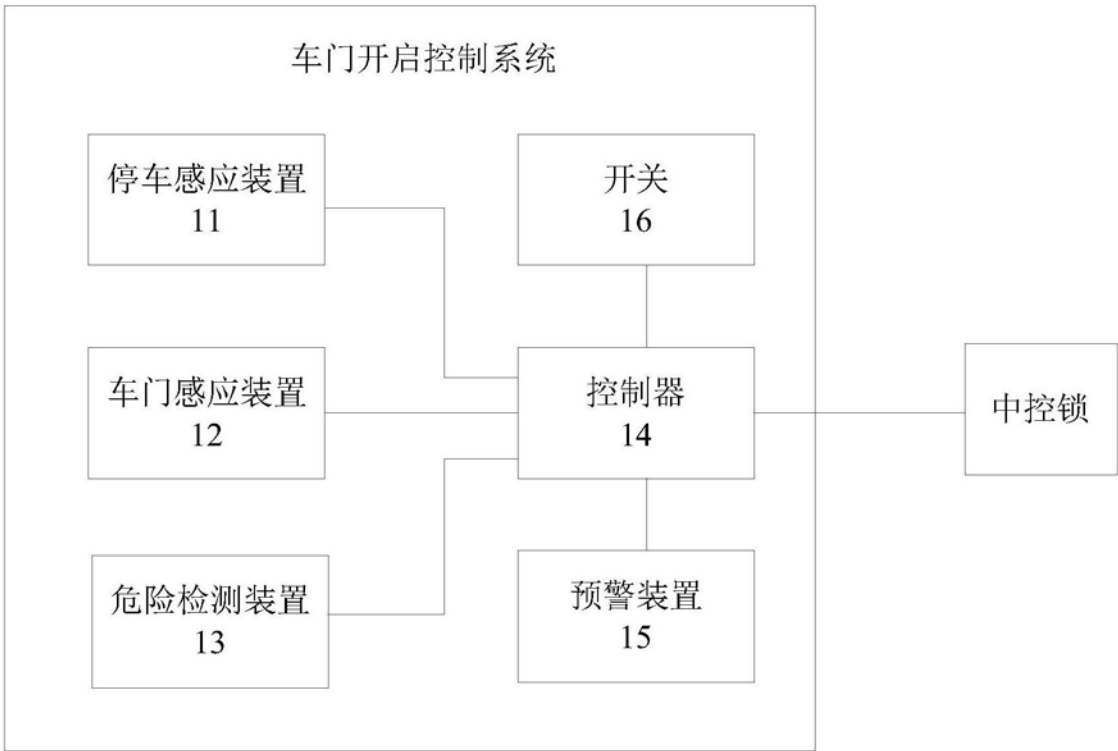 车门开启控制系统
停车感应装置
11
开关
16
车门感应装置
12
控制器
14
中控锁
危险检测装置
13
预警装置
15